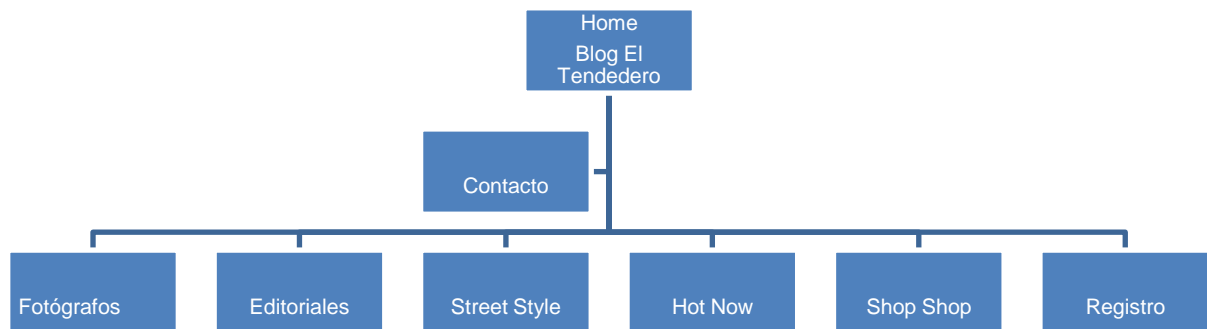 Home
Blog El
Tendedero
Contacto
Fotógrafos
Editoriales
Street Style
Hot Now
Shop Shop
Registro